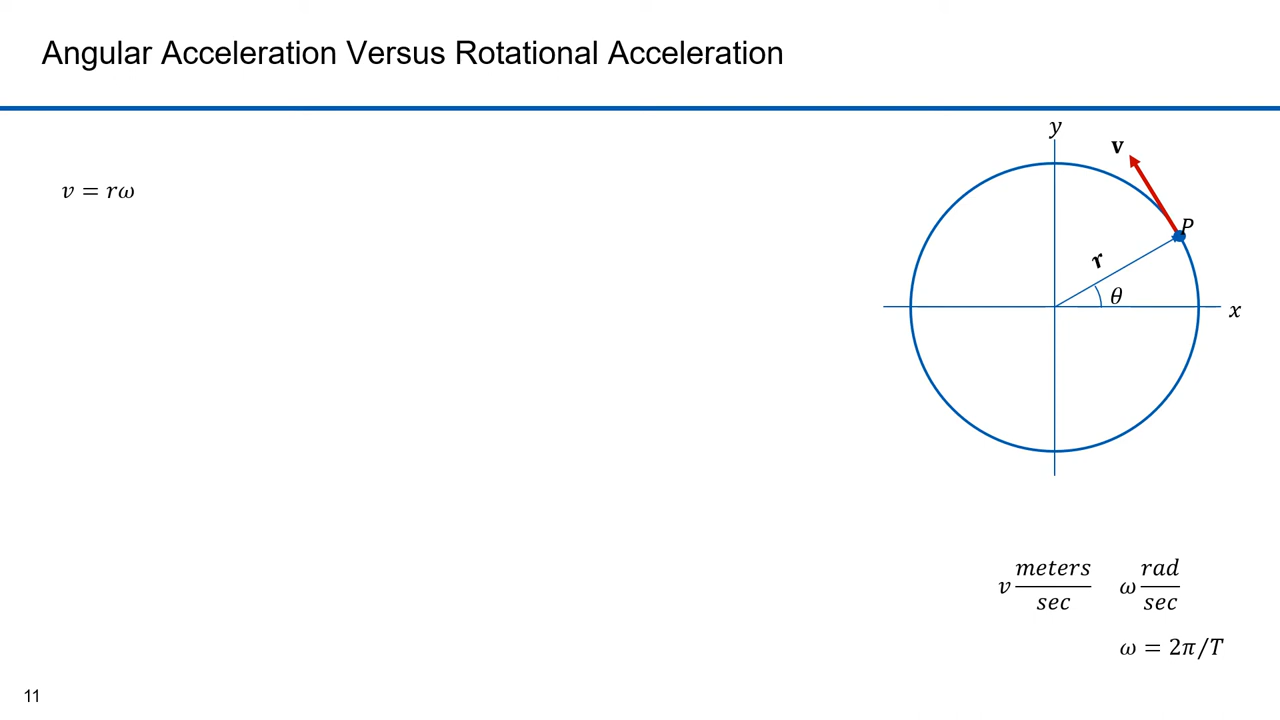 Angular Acceleration Versus Rotational Acceleration
v = rω
y
v
P
r
θ
x
v meters/sec ω rad/sec
ω = 2π/T
11